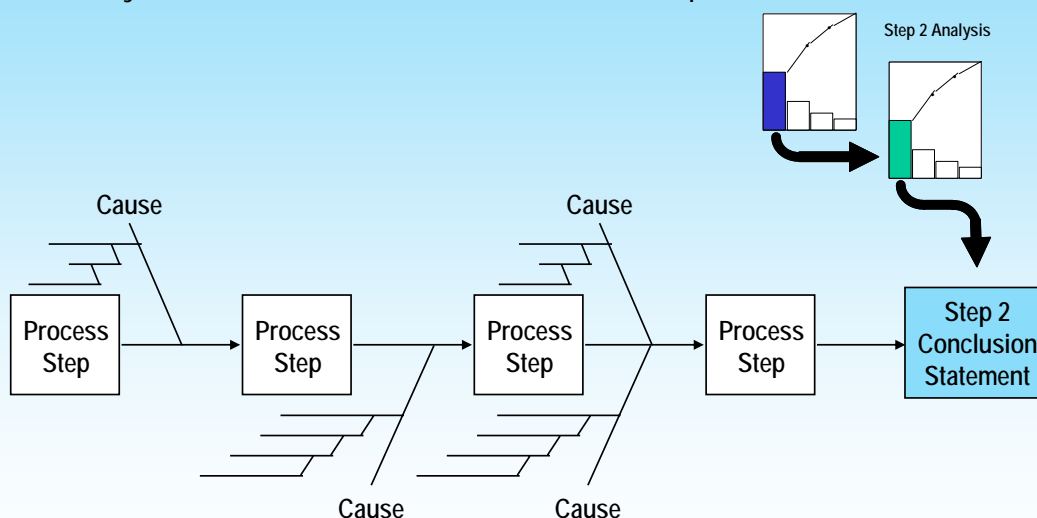 Step 2 Analysis
Cause
Cause
Process
Step
Process
Step
Process
Step
Process
Step
Step 2
Conclusion
Statement
Cause
Cause